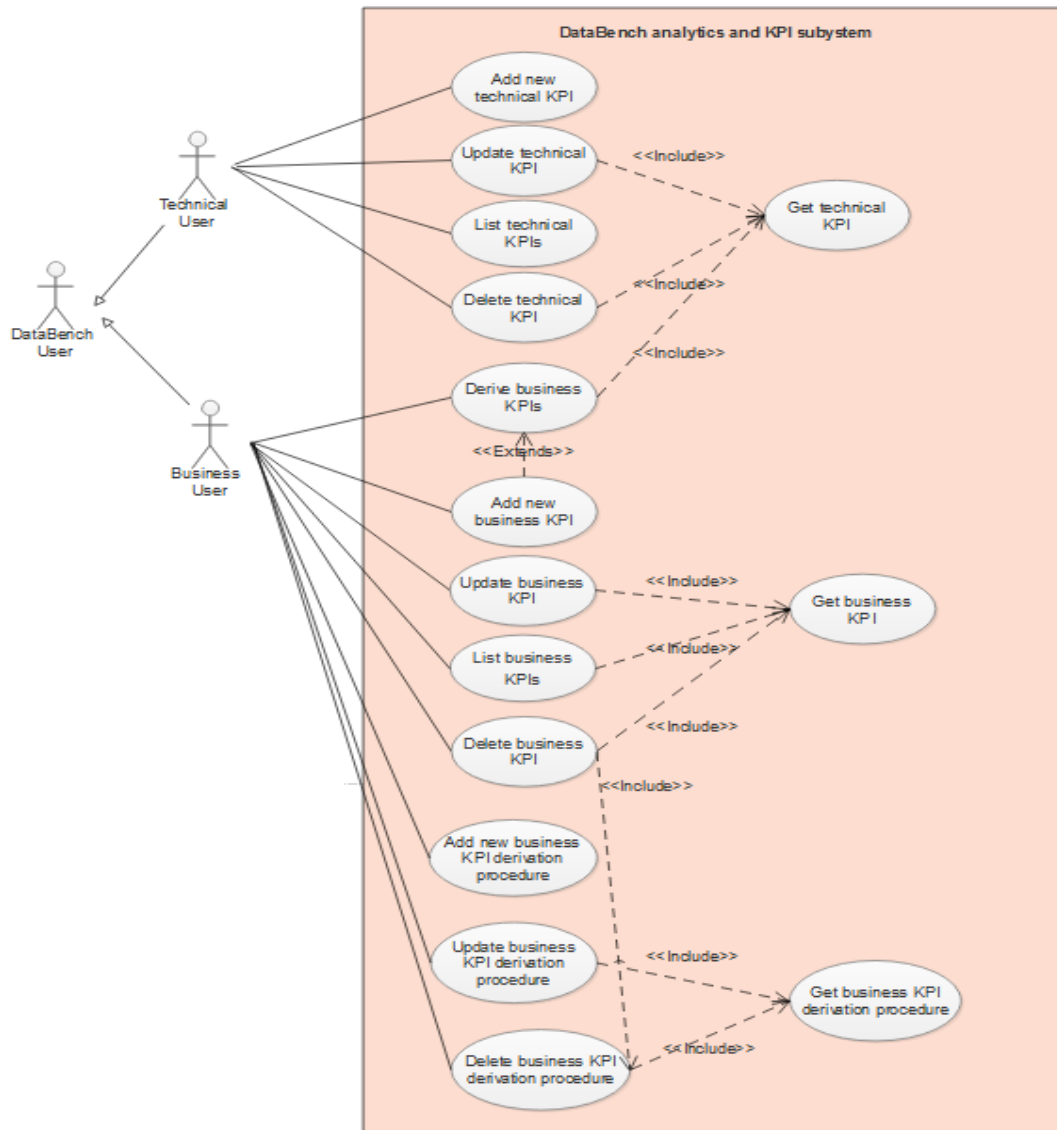 DataBench analytics and KPI subsystem
Add new
technical KPI
Update technical
KPI
<<Include>>
Technical
User
Get technical
KPI
List technical
KPIs
Delete technical
KPI
<<Include>>
DataBench
User
<<Include>>
Derive business
KPIs
<<Extends>>
Business
User
Add new
business KPI
Update business
KPI
<<Include>>
Get business
KPI
List business
KPIs
<<Include>>
Delete business
KPI
<<Include>>
<<Include>>
Add new business
KPI derivation
procedure
Update business
KPI derivation
procedure
<<Include>>
Get business KPI
derivation procedure
<<Include>>
Delete business KPI
derivation procedure